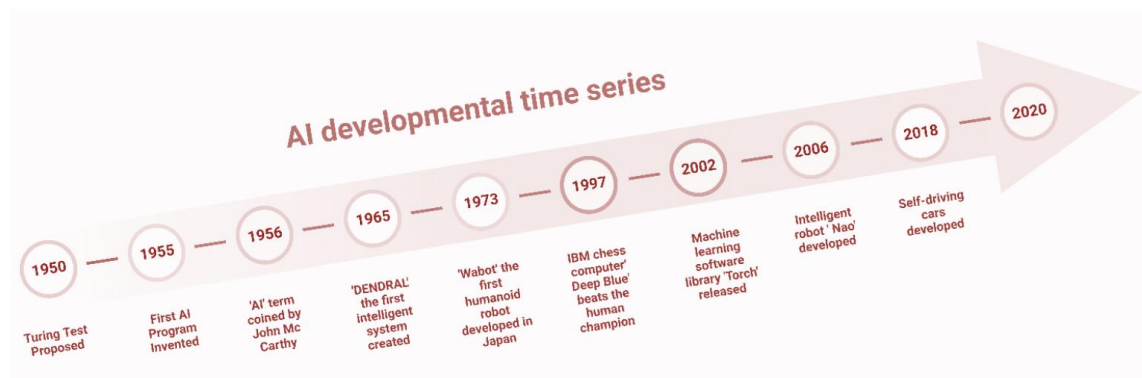 AI developmental time series
1950
Turing Test
Proposed
1955
First AI
Program
Invented
1956
'AI' term
coined by
John Mc
Carthy
1965
'DENDRAL'
the first
intelligent
system
created
1973
'Wabot' the
first
humanoid
robot
developed in
Japan
1997
IBM chess
computer'
Deep Blue'
beats the
human
champion
2002
Machine
learning
software
library 'Torch'
released
2006
Intelligent
robot ' Nao'
developed
2018
Self-driving
cars
developed
2020